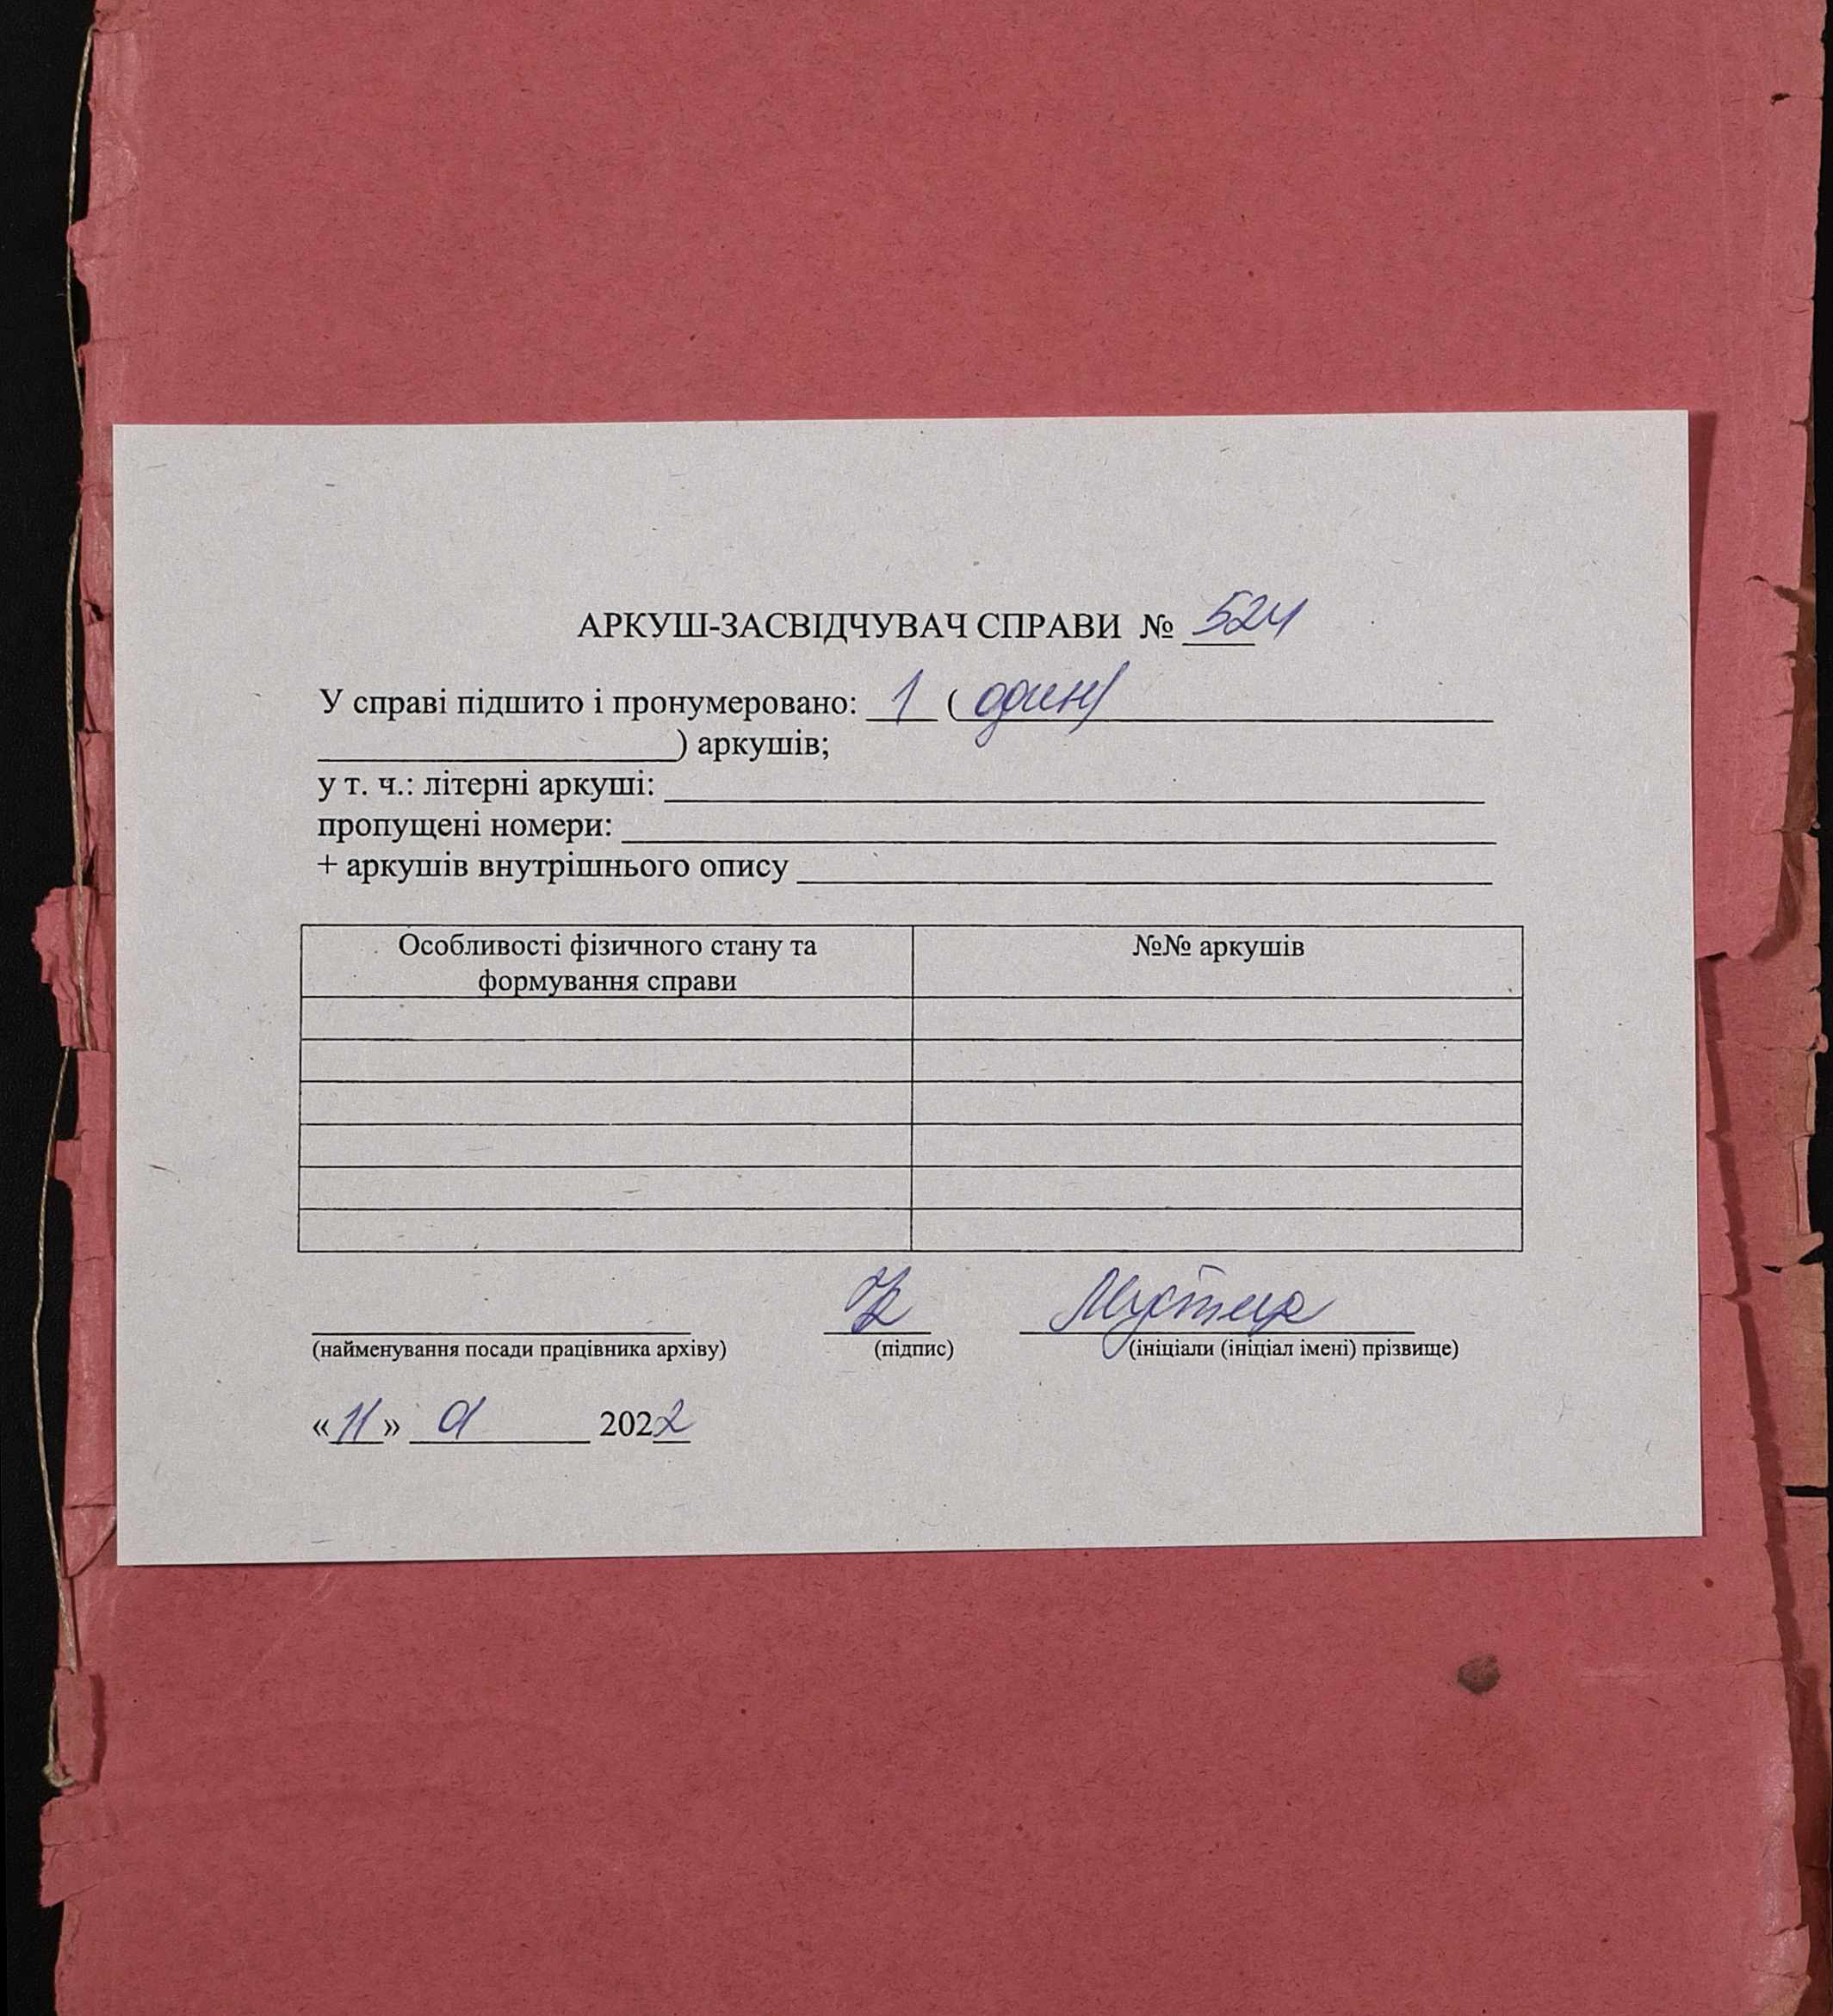 АРКУШ-ЗАСВІДЧУВАЧ СПРАВИ № 524
У справі підшито і пронумеровано: 1 (один)
) аркушів;
у т. ч.: літерні аркуші:
пропущені номери:
+ аркушів внутрішнього опису
Особливості фізичного стану та
формування справи
№№ аркушів
(найменування посади працівника архіву)
(підпис)
(ініціали (ініціал імені) прізвище)
«11» 2022